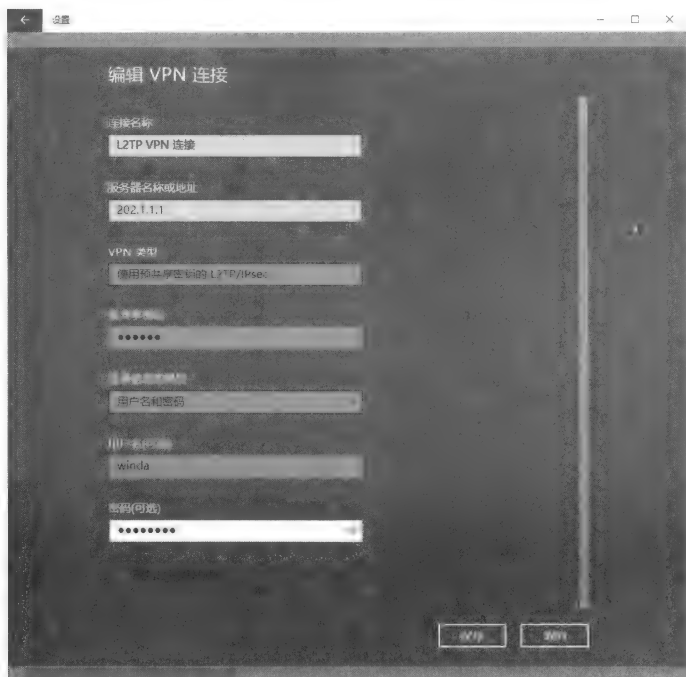 设置
编辑 VPN 连接
连接名称
L2TP VPN 连接
服务器名称或地址
202.1.1.1
VPN 类型
使用预共享密钥的 L2TP/IPsec
用户名和密码
winda
密码(可选)